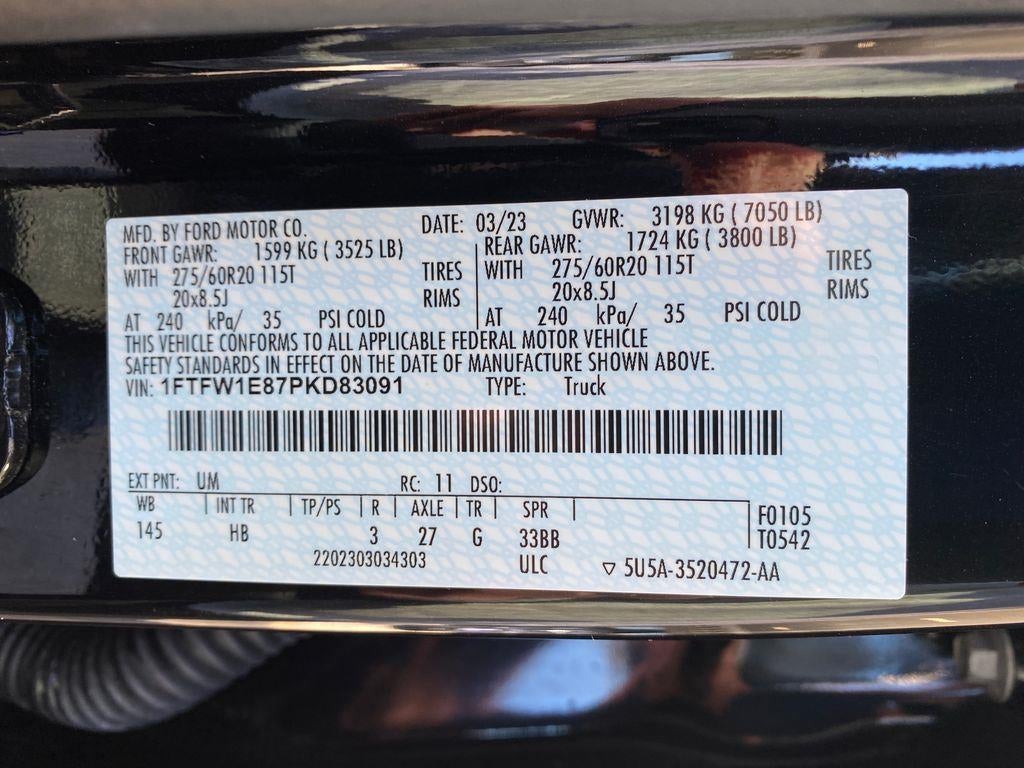 MFD. BY FORD MOTOR CO. DATE: 03/23 GVWR: 3198 KG ( 7050 LB)
FRONT GAWR: 1599 KG ( 3525 LB) REAR GAWR: 1724 KG ( 3800 LB)
WITH 275/60R20 115T TIRES WITH 275/60R20 115T TIRES
20x8.5J RIMS 20x8.5J RIMS
AT 240 kPa/ 35 PSI COLD AT 240 kPa/ 35 PSI COLD
THIS VEHICLE CONFORMS TO ALL APPLICABLE FEDERAL MOTOR VEHICLE
SAFETY STANDARDS IN EFFECT ON THE DATE OF MANUFACTURE SHOWN ABOVE.
VIN: 1FTFW1E87PKD83091 TYPE: Truck
EXT PNT: UM RC: 11 DSO:
WB INT TR TP/PS R AXLE TR SPR F0105
145 HB 3 27 G 33BB T0542
2202303034303 ULC ▽ 5U5A-3520472-AA